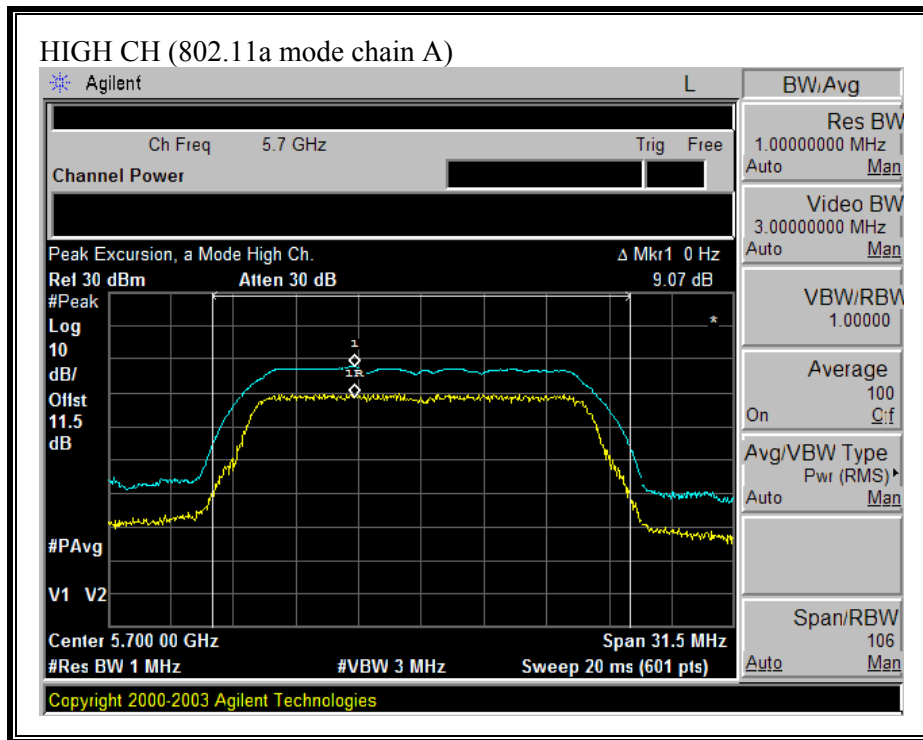 HIGH CH (802.11a mode chain A)
Agilent L
BW/Avg
Ch Freq 5.7 GHz Trig Free
Channel Power
Res BW
1.00000000 MHz
Auto Man
Video BW
3.00000000 MHz
Auto Man
Peak Excursion, a Mode High Ch. Δ Mkr1 0 Hz
Ref 30 dBm Atten 30 dB 9.07 dB
#Peak
Log
10
dB/
Offst
11.5
dB
*
1
1R
VBW/RBW
1.00000
Average
100
On Off
Avg/VBW Type
Pwr (RMS)
Auto Man
#PAvg
V1 V2
Span/RBW
106
Auto Man
Center 5.700 00 GHz Span 31.5 MHz
#Res BW 1 MHz #VBW 3 MHz Sweep 20 ms (601 pts)
Copyright 2000-2003 Agilent Technologies